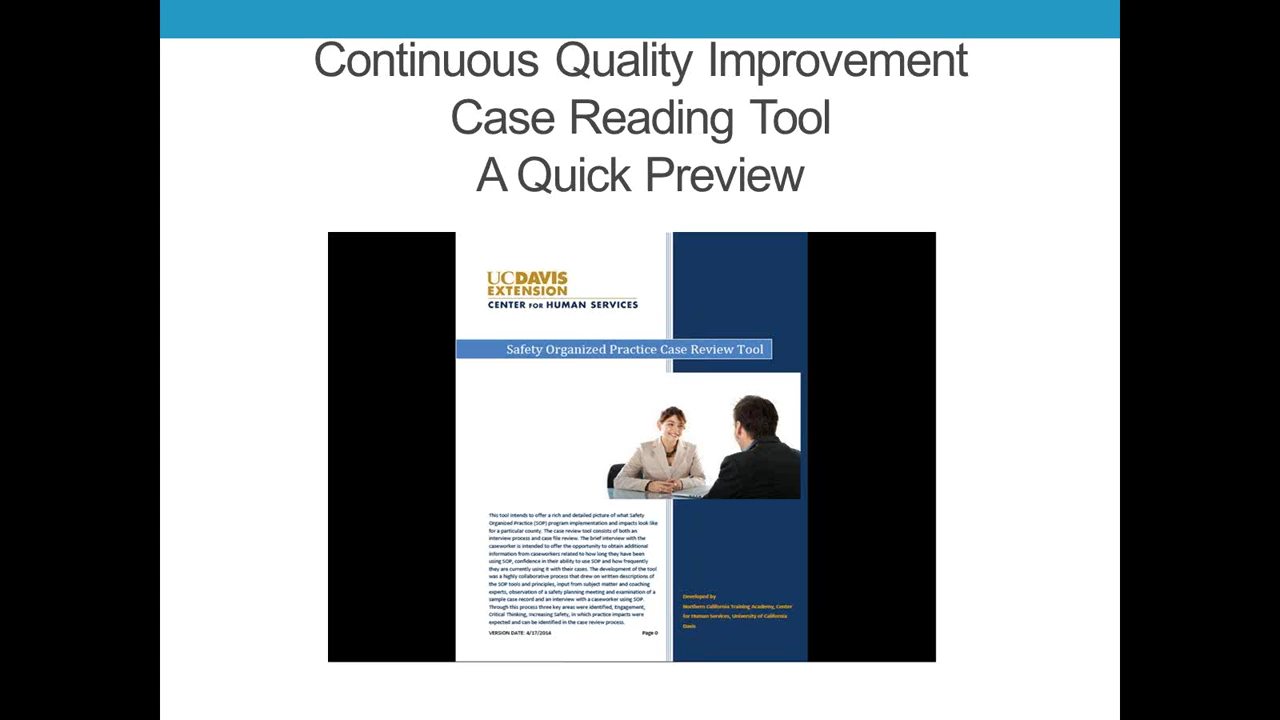 Continuous Quality Improvement
Case Reading Tool
A Quick Preview
UCDAVIS
EXTENSION
CENTER FOR HUMAN SERVICES
Safety Organized Practice Case Review Tool
This tool intends to offer a rich and detailed picture of what Safety
Organized Practice (SOP) program implementation and impacts look like
for a particular county. The case review tool consists of both an
interview process and case file review. The brief interview with the
caseworker is intended to offer the opportunity to obtain additional
information from caseworkers related to how long they have been
using SOP, confidence in their ability to use SOP and how frequently
they are currently using it with their cases. The development of the tool
was a highly collaborative process that drew on written descriptions of
the SOP tools and principles, input from subject matter and coaching
experts, observation of a safety planning meeting and examination of a
sample case record and an interview with a caseworker using SOP.
Through this process three key areas were identified, Engagement,
Critical Thinking, Increasing Safety, in which practice impacts were
expected and can be identified in the case review process.
VERSION DATE: 4/17/2014 Page 0
Developed by
Northern California Training Academy, Center
for Human Services, University of California
Davis